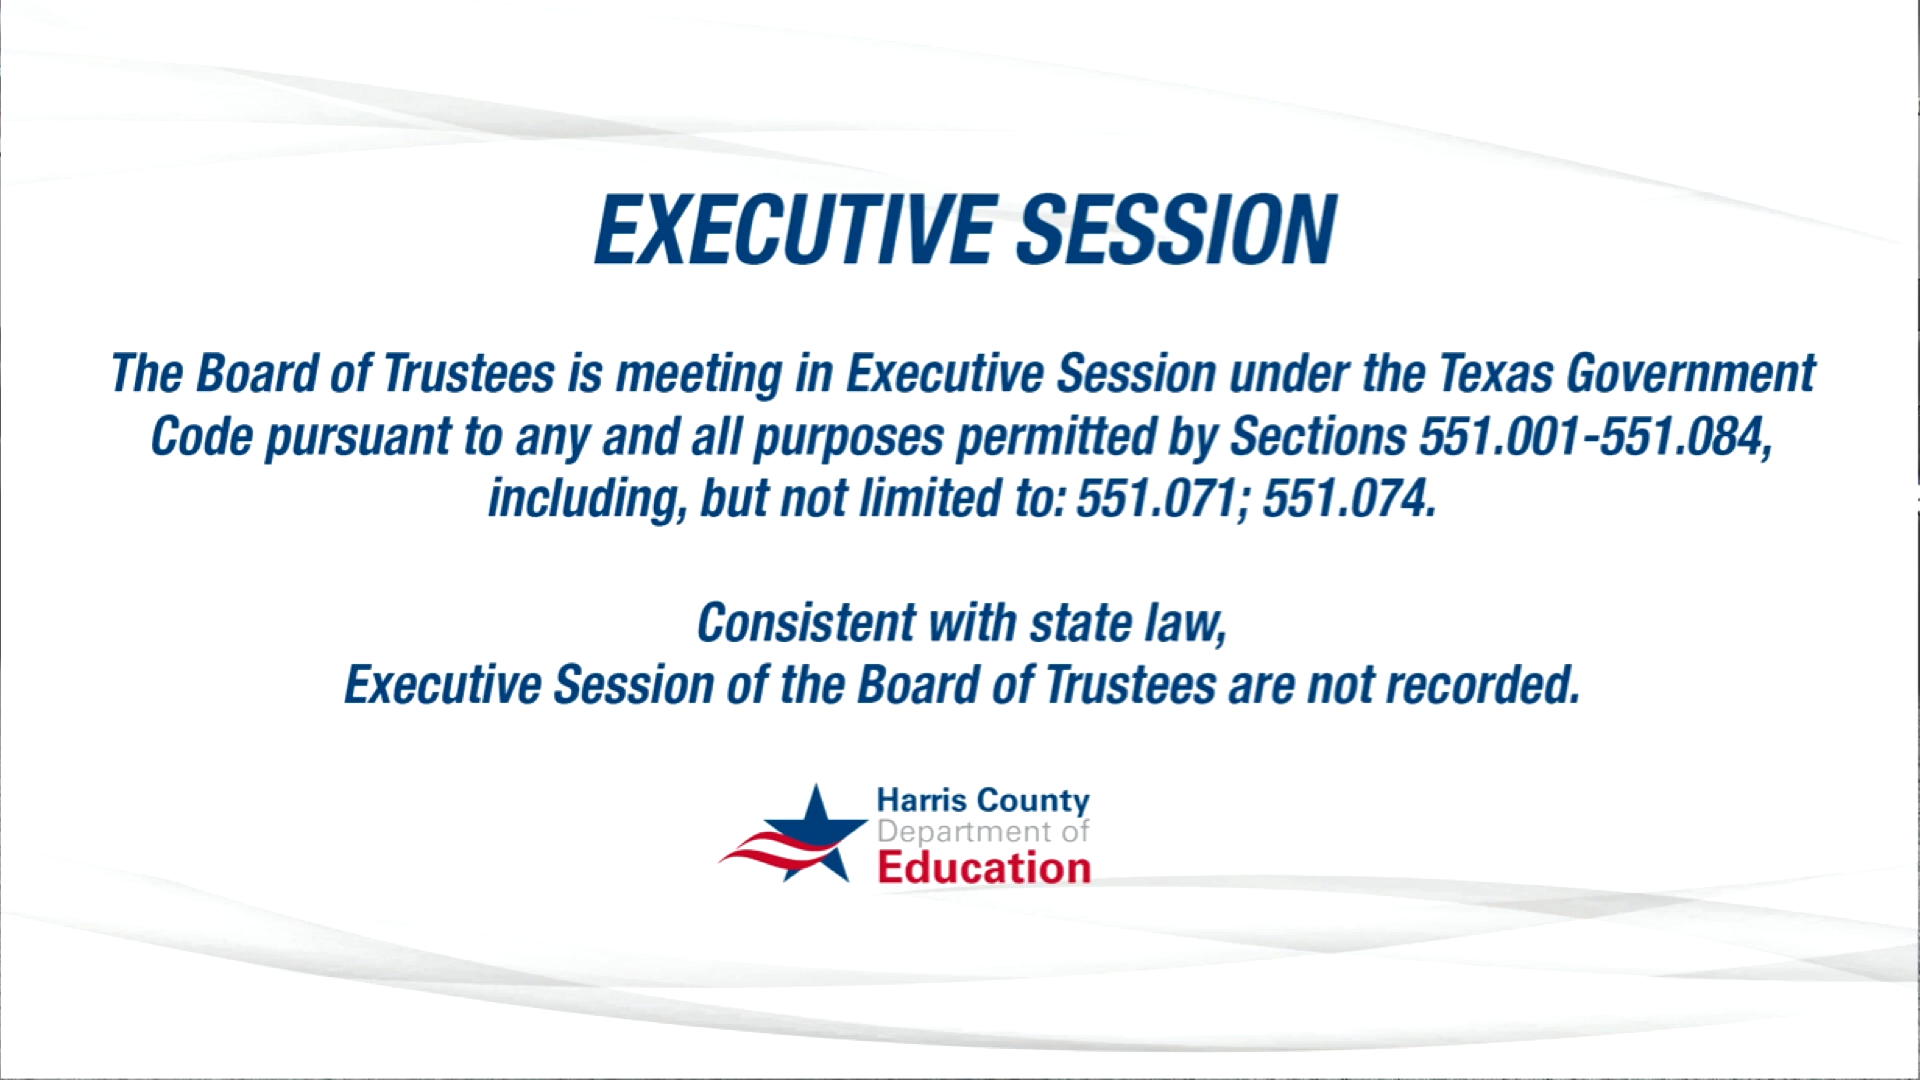 EXECUTIVE SESSION
The Board of Trustees is meeting in Executive Session under the Texas Government
Code pursuant to any and all purposes permitted by Sections 551.001-551.084,
including, but not limited to: 551.071; 551.074.
Consistent with state law,
Executive Session of the Board of Trustees are not recorded.
Harris County
Department of
Education